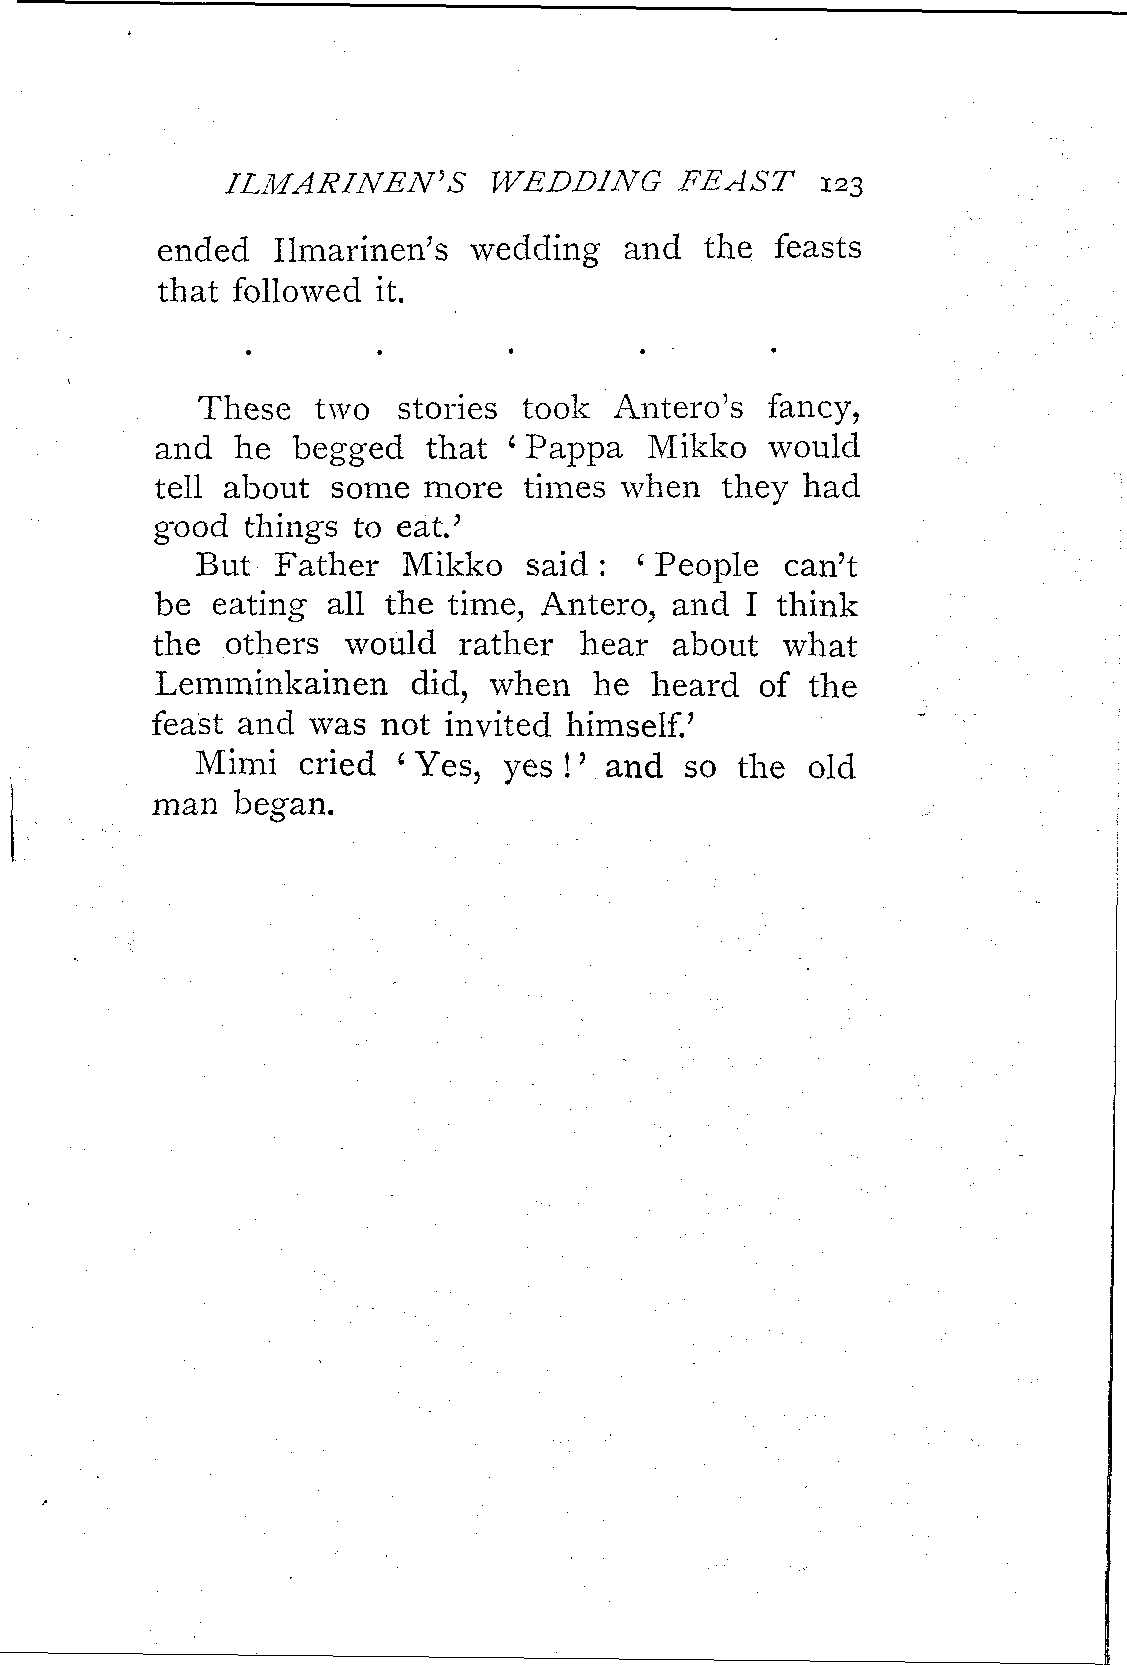 ILMARINEN'S WEDDING FEAST 123
ended Ilmarinen's wedding and the feasts
that followed it.
. . . . .
These two stories took Antero's fancy,
and he begged that ‘Pappa Mikko would
tell about some more times when they had
good things to eat.’
But Father Mikko said : ‘People can't
be eating all the time, Antero, and I think
the others would rather hear about what
Lemminkainen did, when he heard of the
feast and was not invited himself.’
Mimi cried ‘Yes, yes !’ and so the old
man began.